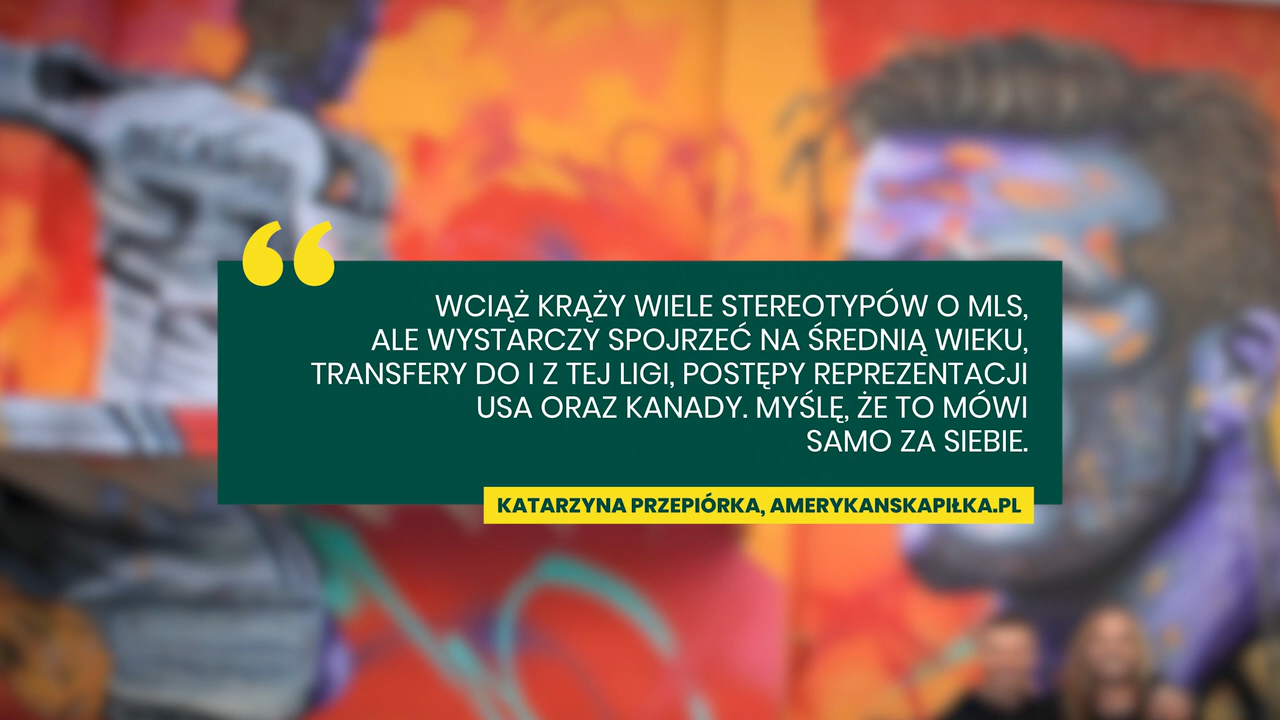 WCIĄŻ KRĄŻY WIELE STEREOTYPÓW O MLS,
ALE WYSTARCZY SPOJRZEĆ NA ŚREDNIĄ WIEKU,
TRANSFERY DO I Z TEJ LIGI, POSTĘPY REPREZENTACJI
USA ORAZ KANADY. MYŚLĘ, ŻE TO MÓWI
SAMO ZA SIEBIE.
KATARZYNA PRZEPIÓRKA, AMERYKANSKAPIŁKA.PL